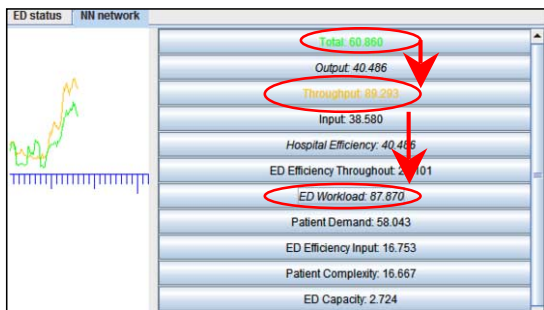 ED status
NN network
Total: 60.860
Output: 40.486
Throughput: 89.293
Input: 38.580
Hospital Efficiency: 40.486
ED Efficiency Throughout:
ED Workload: 87.870
Patient Demand: 58.043
ED Efficiency Input: 16.753
Patient Complexity: 16.667
ED Capacity: 2.724